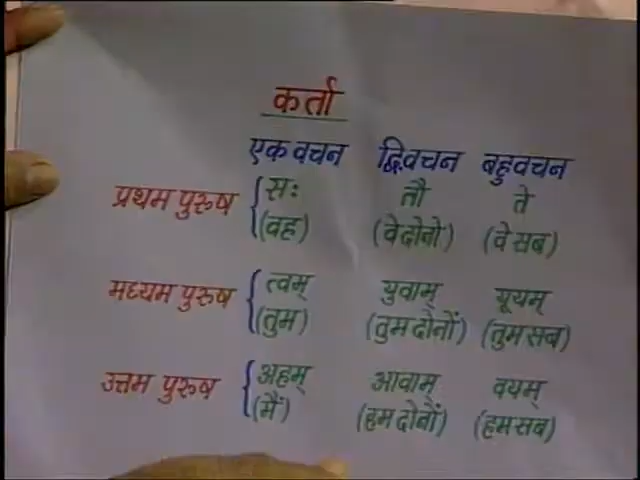 कर्ता
एकवचन द्विवचन बहुवचन
प्रथम पुरुष { सः तौ ते
(वह) (वे दोनो) (वे सब)
मध्यम पुरुष { त्वम् युवाम् यूयम्
(तुम) (तुम दोनों) (तुम सब)
उत्तम पुरुष { अहम् आवाम् वयम्
(मैं) (हम दोनों) (हम सब)